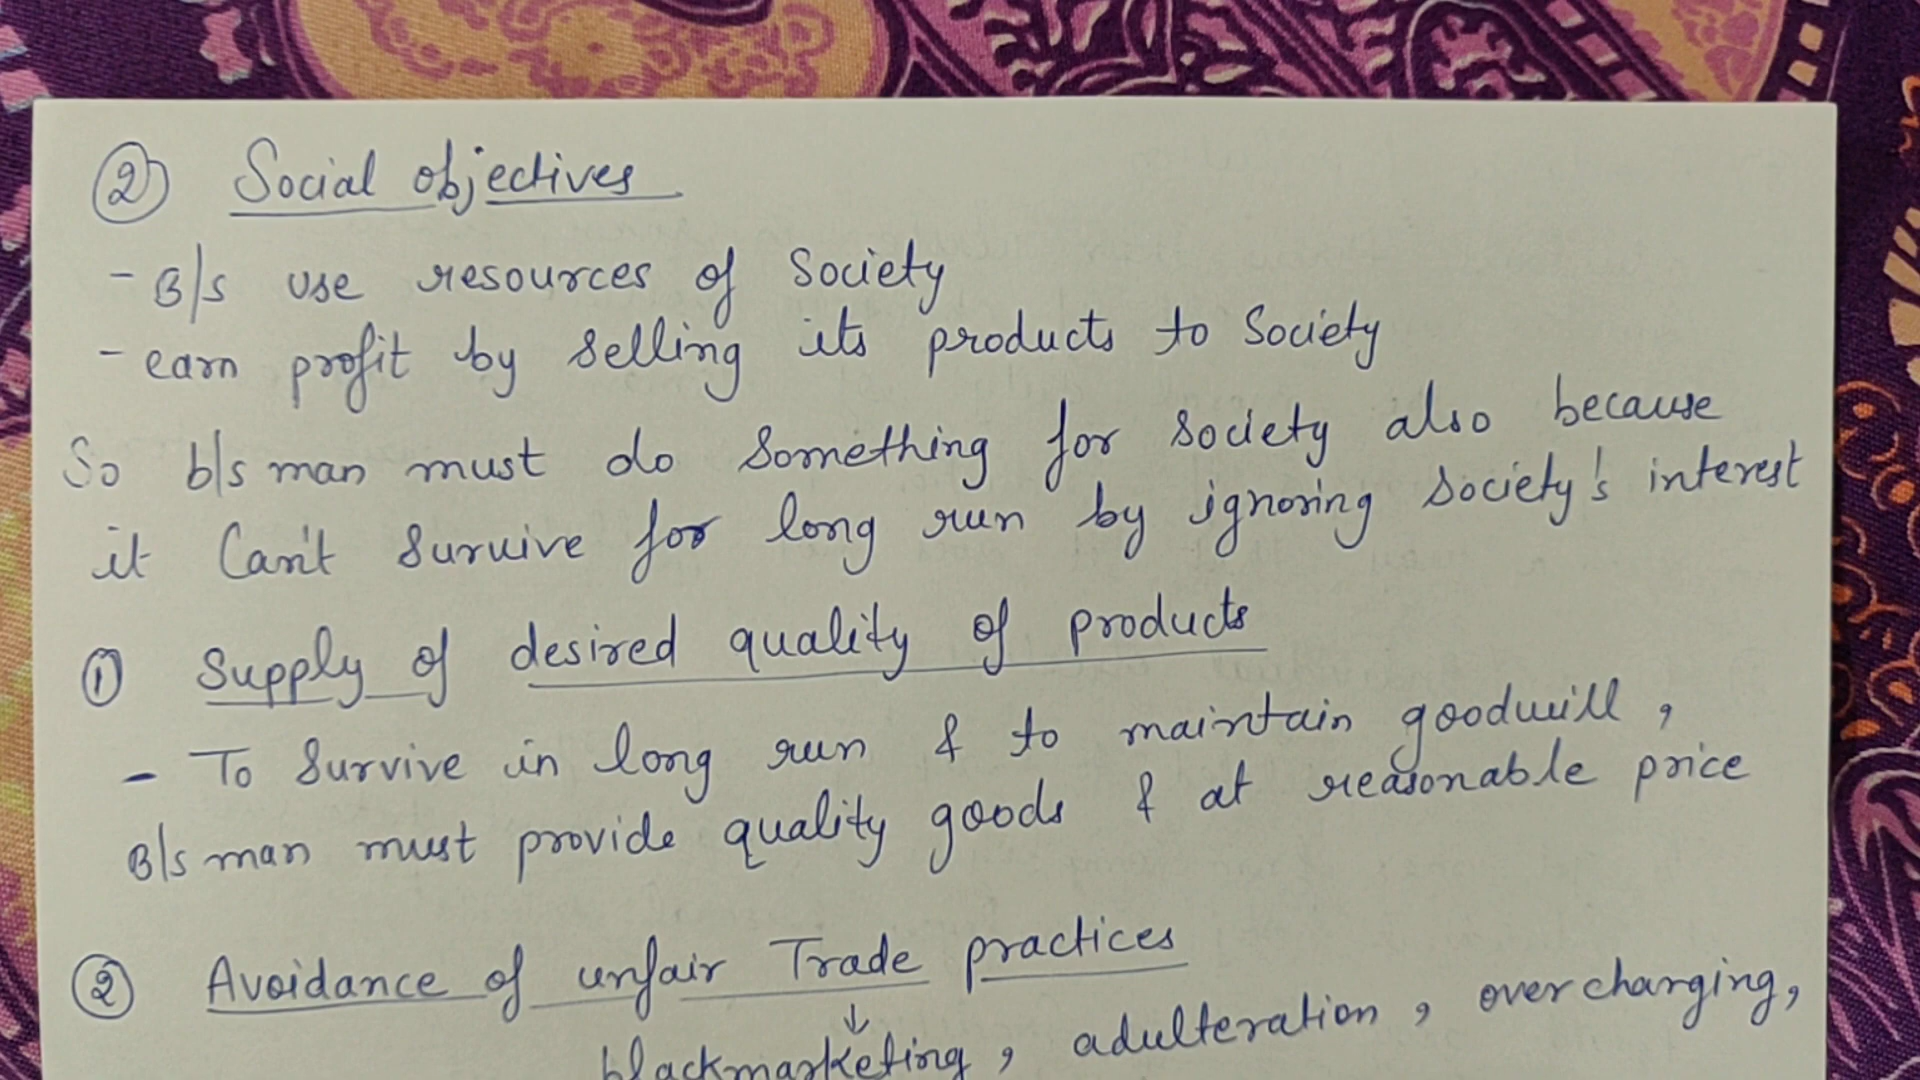 ② Social objectives
- B/s use resources of Society
- earn profit by selling its products to Society
So b/s man must do Something for society also because
it Can't Survive for long run by ignoring society's interest
① Supply of desired quality of products
- To Survive in long run & to maintain goodwill,
B/s man must provide quality goods & at reasonable price
② Avoidance of unfair Trade practices
↓
blackmarketing, adulteration, over charging,